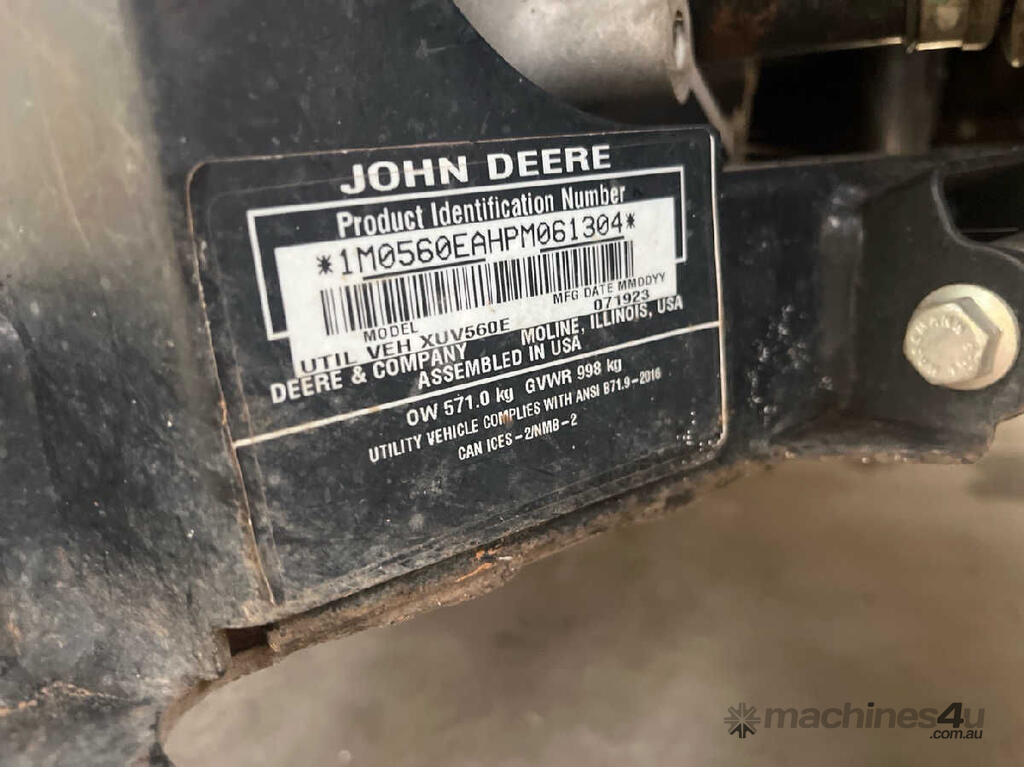 JOHN DEERE
Product Identification Number
*1M0560EAHPM061304*
MODEL MFG DATE MMDDYY
UTIL VEH XUV560E 071923
DEERE & COMPANY MOLINE, ILLINOIS, USA
ASSEMBLED IN USA
OW 571.0 kg GVWR 998 kg
UTILITY VEHICLE COMPLIES WITH ANSI B71.9-2016
CAN ICES-2/NMB-2
machines4u
.com.au